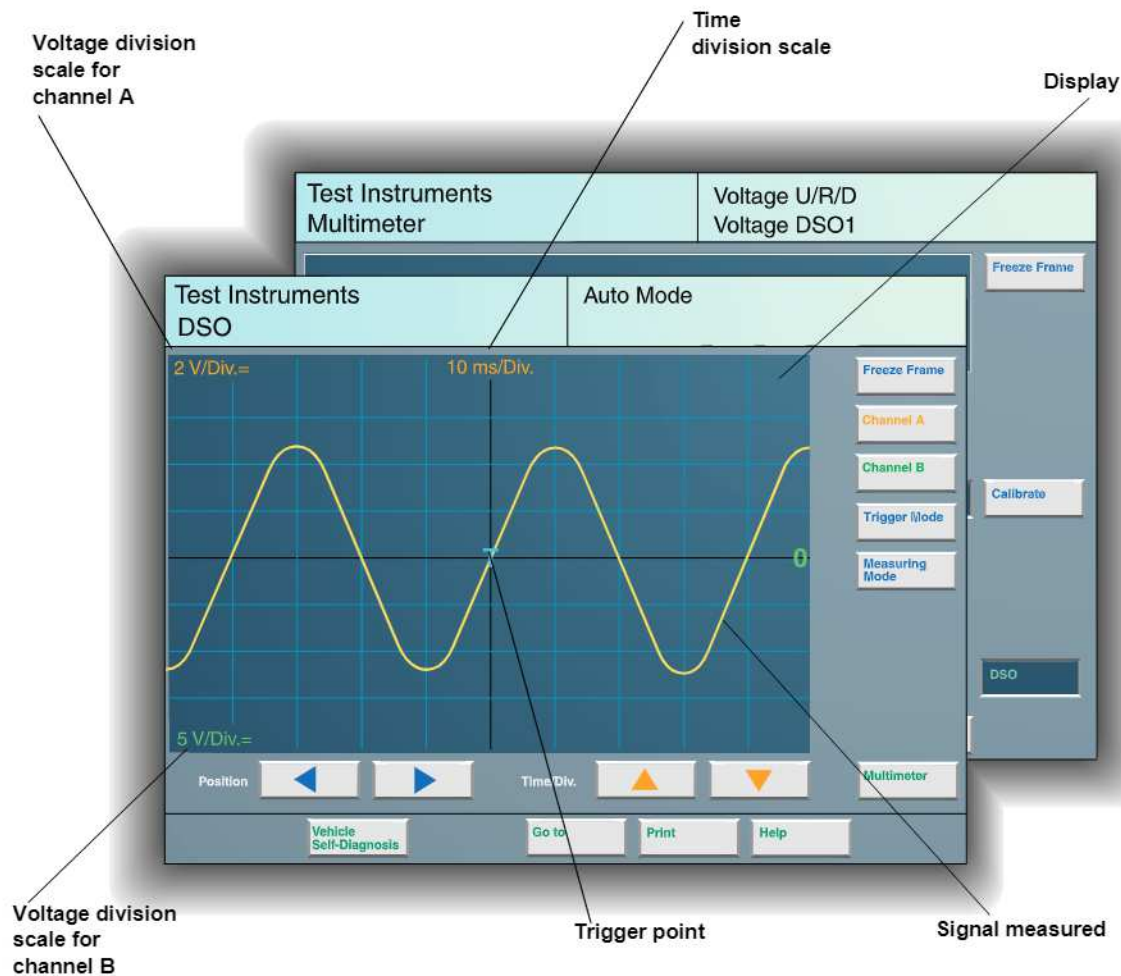 Voltage division
scale for
channel A
Time
division scale
Display
Test Instruments
Multimeter
Voltage U/R/D
Voltage DSO1
Freeze Frame
Test Instruments
DSO
Auto Mode
2 V/Div.=
10 ms/Div.
Freeze Frame
Channel A
Channel B
Trigger Mode
Calibrate
Measuring
Mode
T
0
DSO
5 V/Div.=
Position
Time/Div.
Multimeter
Vehicle
Self-Diagnosis
Go to
Print
Help
Voltage division
scale for
channel B
Trigger point
Signal measured